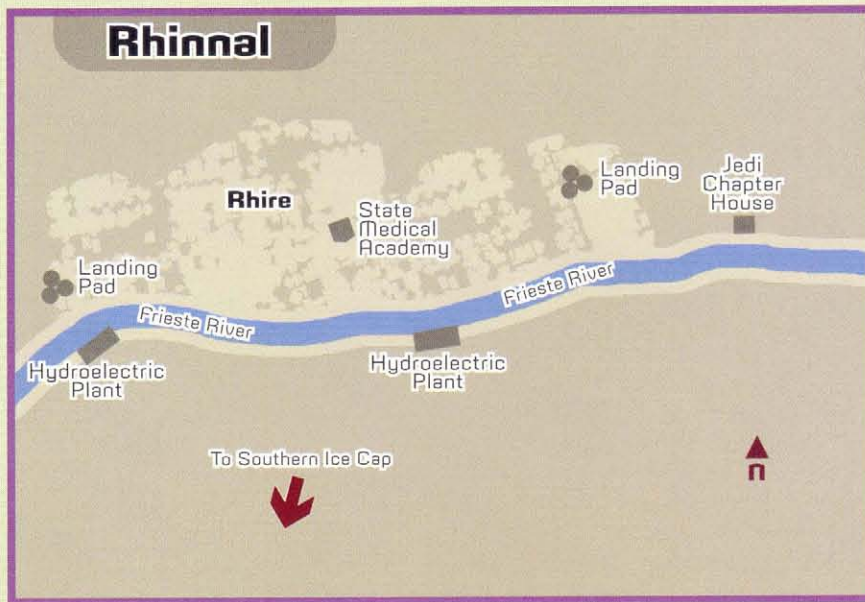 Rhinnal
Rhire
State
Medical
Academy
Landing
Pad
Jedi
Chapter
House
Landing
Pad
Frieste River
Frieste River
Hydroelectric
Plant
Hydroelectric
Plant
To Southern Ice Cap
n